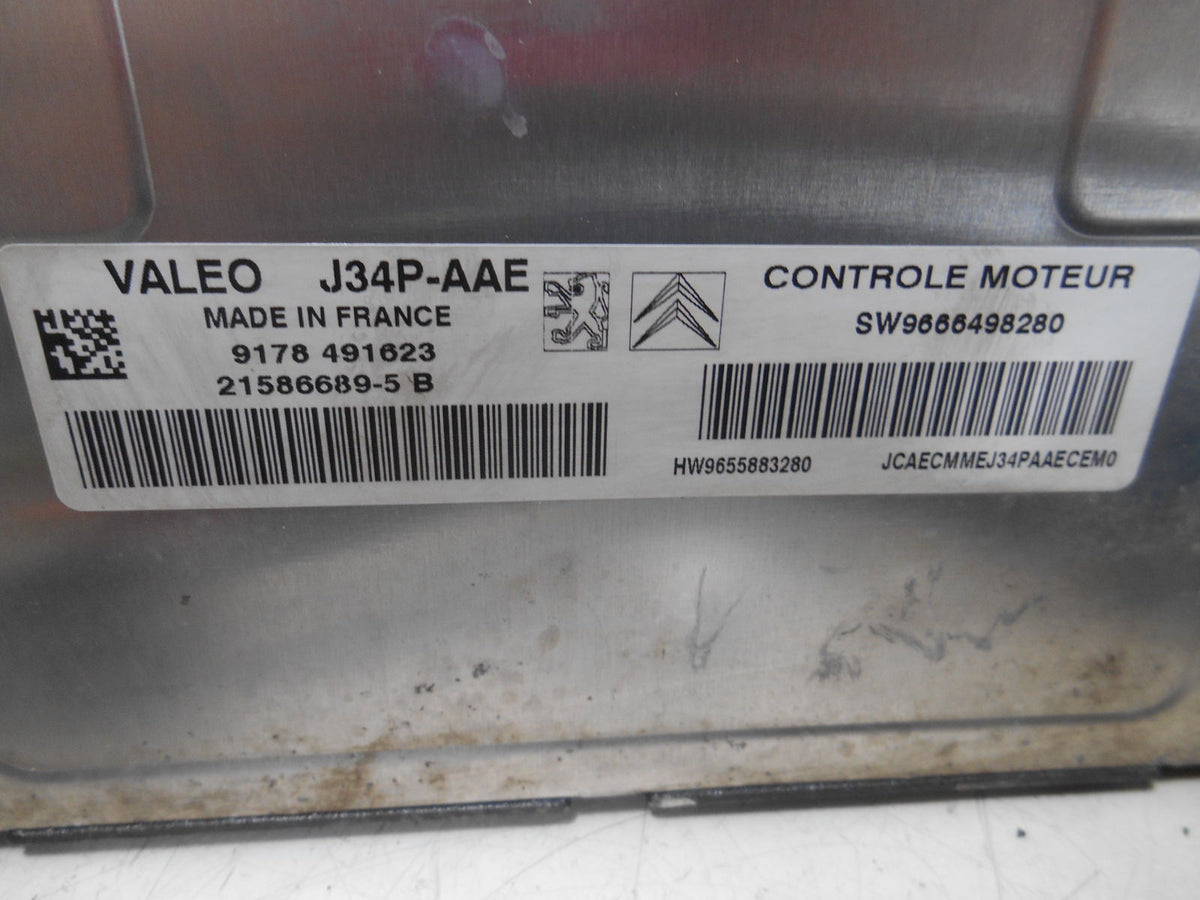 VALEO J34P-AAE
MADE IN FRANCE
9178 491623
21586689-5 B
CONTROLE MOTEUR
SW9666498280
HW9655883280 JCAECMMEJ34PAAECEM0